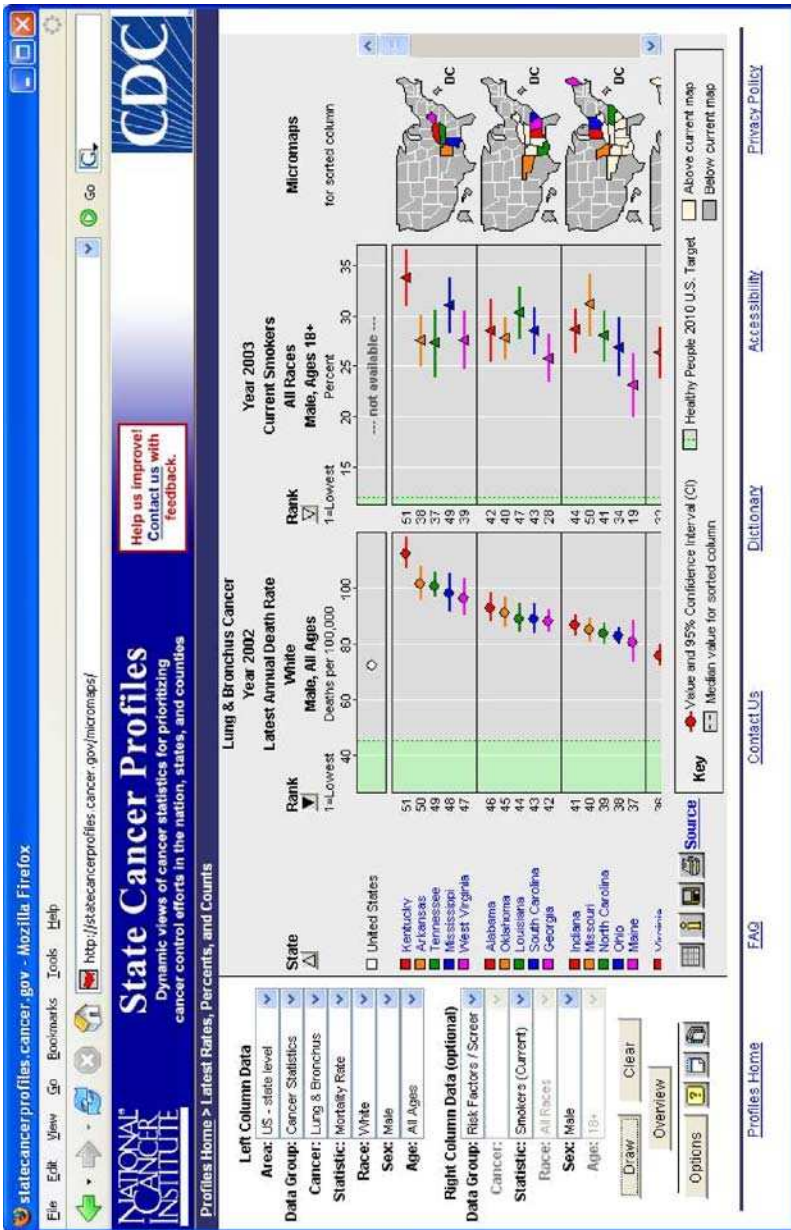 statecancerprofiles.cancer.gov - Mozilla Firefox
File Edit View Go Bookmarks Tools Help
http://statecancerprofiles.cancer.gov/micromaps/
Go
NATIONAL CANCER INSTITUTE
State Cancer Profiles
Dynamic views of cancer statistics for prioritizing
cancer control efforts in the nation, states, and counties
Help us improve!
Contact us with
feedback.
CDC
Profiles Home > Latest Rates, Percents, and Counts
Left Column Data
Area: US - state level
Data Group: Cancer Statistics
Cancer: Lung & Bronchus
Statistic: Mortality Rate
Race: White
Sex: Male
Age: All Ages
Right Column Data (optional)
Data Group: Risk Factors / Screer
Cancer:
Statistic: Smokers (Current)
Race: All Races
Sex: Male
Age: 18+
Draw Clear
Overview
Options
Lung & Bronchus Cancer
Year 2002
Latest Annual Death Rate
White
Male, All Ages
Deaths per 100,000
Year 2003
Current Smokers
All Races
Male, Ages 18+
Percent
Micromaps
for sorted column
State
Rank
1=Lowest
Rank
1=Lowest
40 60 80 100
15 20 25 30 35
United States
--- not available ---
Kentucky 51 51
Arkansas 50 38
Tennessee 49 37
Mississippi 48 49
West Virginia 47 39
Alabama 46 42
Oklahoma 45 40
Louisiana 44 47
South Carolina 43 43
Georgia 42 28
Indiana 41 44
Missouri 40 50
North Carolina 39 41
Ohio 38 34
Maine 37 19
Virginia 36
DC
DC
DC
Source
Key
Value and 95% Confidence Interval (CI)
Median value for sorted column
Healthy People 2010 U.S. Target
Above current map
Below current map
Profiles Home FAQ Contact Us Dictionary Accessibility Privacy Policy